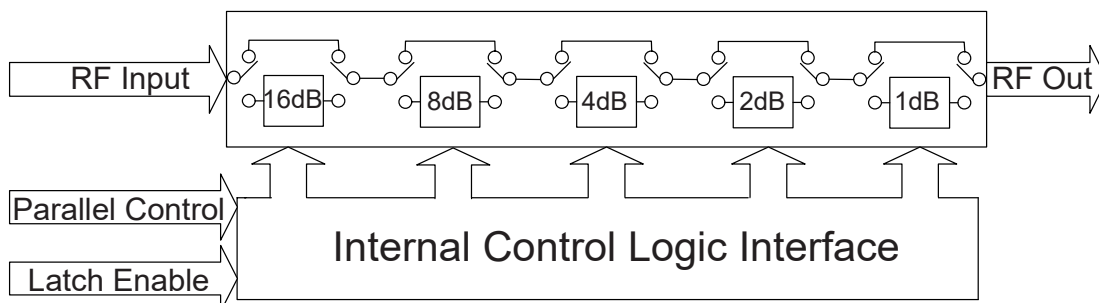 RF Input
16dB
8dB
4dB
2dB
1dB
RF Out
Parallel Control
Internal Control Logic Interface
Latch Enable